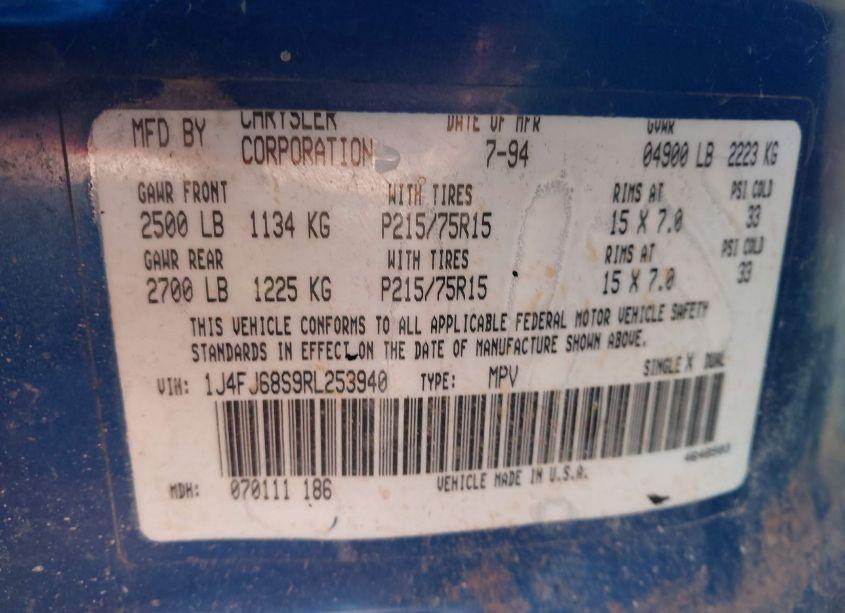 MFD BY CHRYSLER CORPORATION DATE OF MFR 7-94 GVWR 04900 LB 2223 KG
GAWR FRONT WITH TIRES RIMS AT PSI COLD
2500 LB 1134 KG P215/75R15 15 X 7.0 33
GAWR REAR WITH TIRES RIMS AT PSI COLD
2700 LB 1225 KG P215/75R15 15 X 7.0 33
THIS VEHICLE CONFORMS TO ALL APPLICABLE FEDERAL MOTOR VEHICLE SAFETY
STANDARDS IN EFFECT ON THE DATE OF MANUFACTURE SHOWN ABOVE.
VIN: 1J4FJ68S9RL253940 TYPE: MPV SINGLE X DUAL
MDH: 070111 186 VEHICLE MADE IN U.S.A.